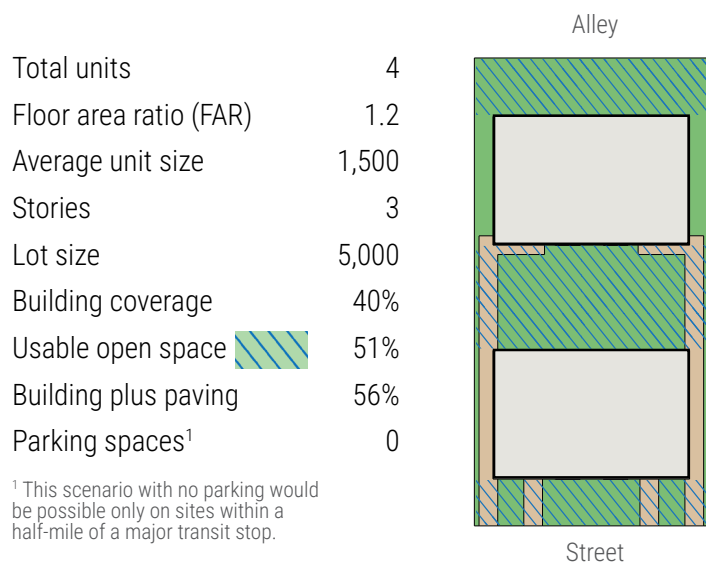 Alley
Total units 4
Floor area ratio (FAR) 1.2
Average unit size 1,500
Stories 3
Lot size 5,000
Building coverage 40%
Usable open space 51%
Building plus paving 56%
Parking spaces¹ 0
¹ This scenario with no parking would
be possible only on sites within a
half-mile of a major transit stop.
Street